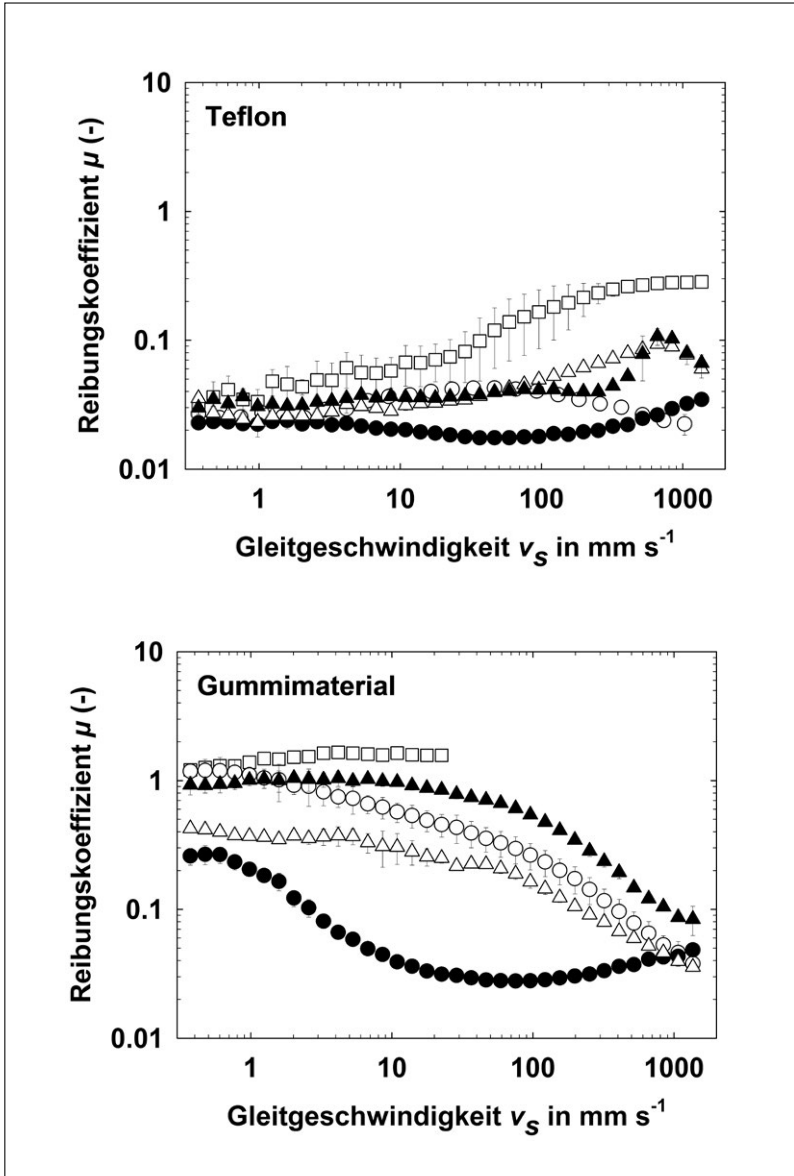 Teflon
Reibungskoeffizient μ (-)
10
1
0.1
0.01
1 10 100 1000
Gleitgeschwindigkeit vS in mm s-1
Gummimaterial
Reibungskoeffizient μ (-)
10
1
0.1
0.01
1 10 100 1000
Gleitgeschwindigkeit vS in mm s-1